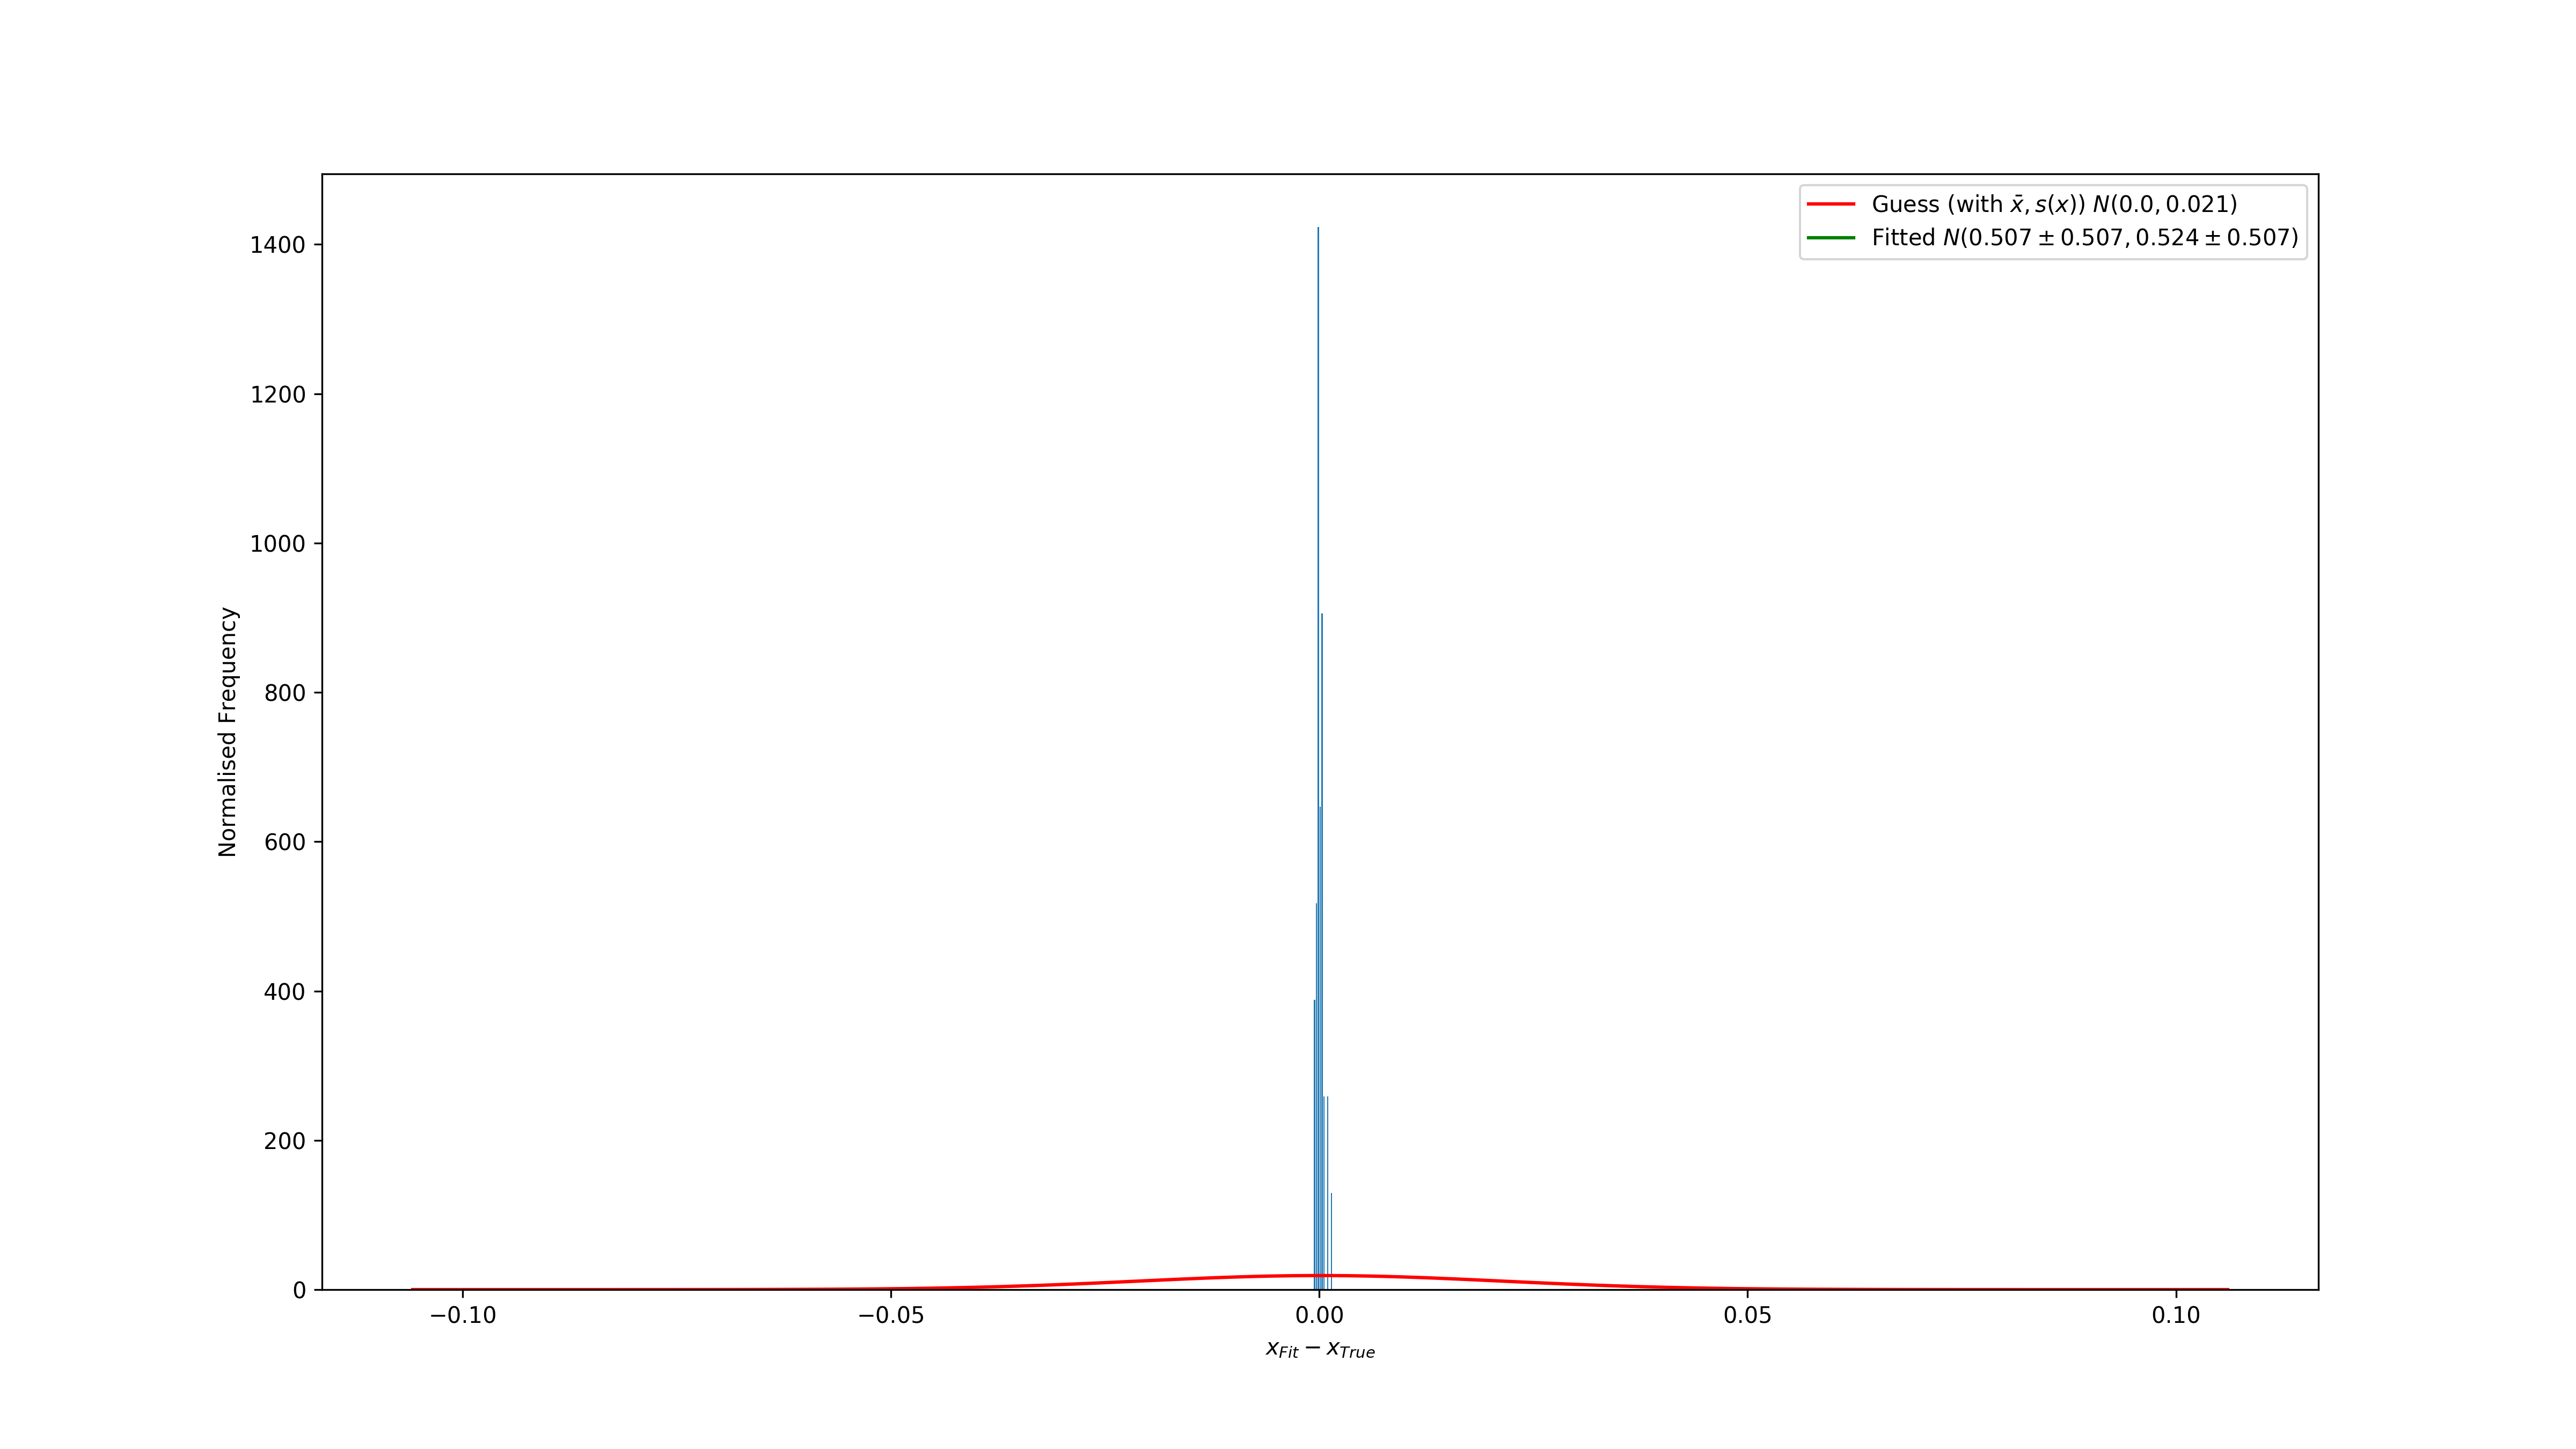 Guess (with x̄, s(x)) N(0.0, 0.021)
Fitted N(0.507 ± 0.507, 0.524 ± 0.507)
1400
1200
1000
800
600
400
200
0
Normalised Frequency
−0.10 −0.05 0.00 0.05 0.10
x_Fit − x_True